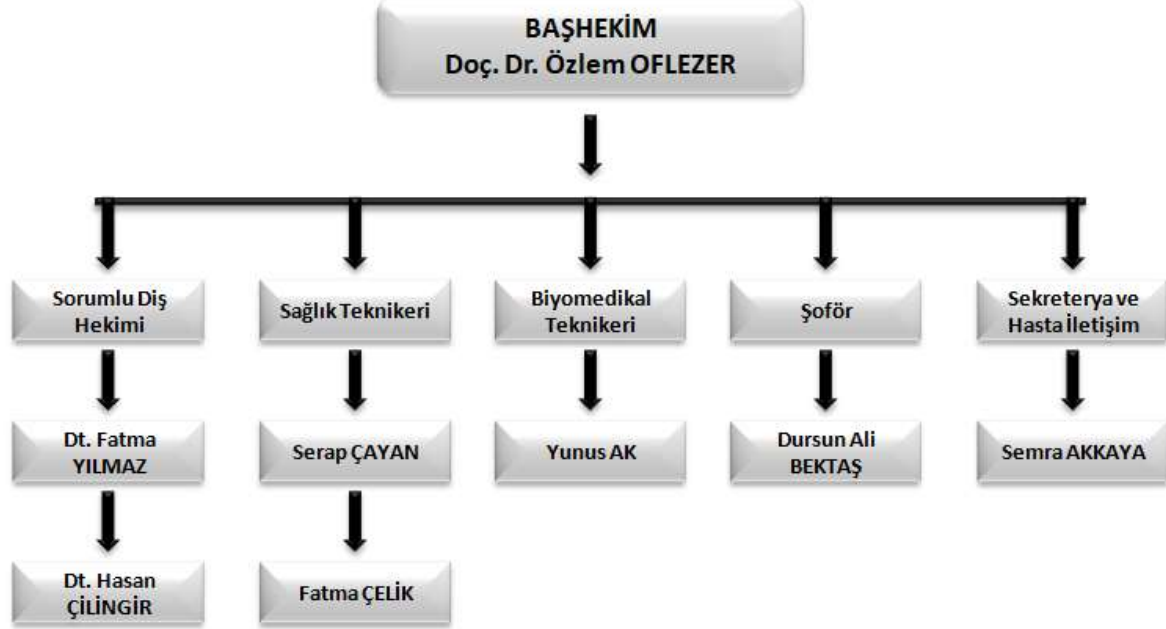 BAŞHEKİM
Doç. Dr. Özlem OFLEZER
Sorumlu Diş
Hekimi
Sağlık Teknikeri
Biyomedikal
Teknikeri
Şoför
Sekreterya ve
Hasta İletişim
Dt. Fatma
YILMAZ
Serap ÇAYAN
Yunus AK
Dursun Ali
BEKTAŞ
Semra AKKAYA
Dt. Hasan
ÇİLİNGİR
Fatma ÇELİK